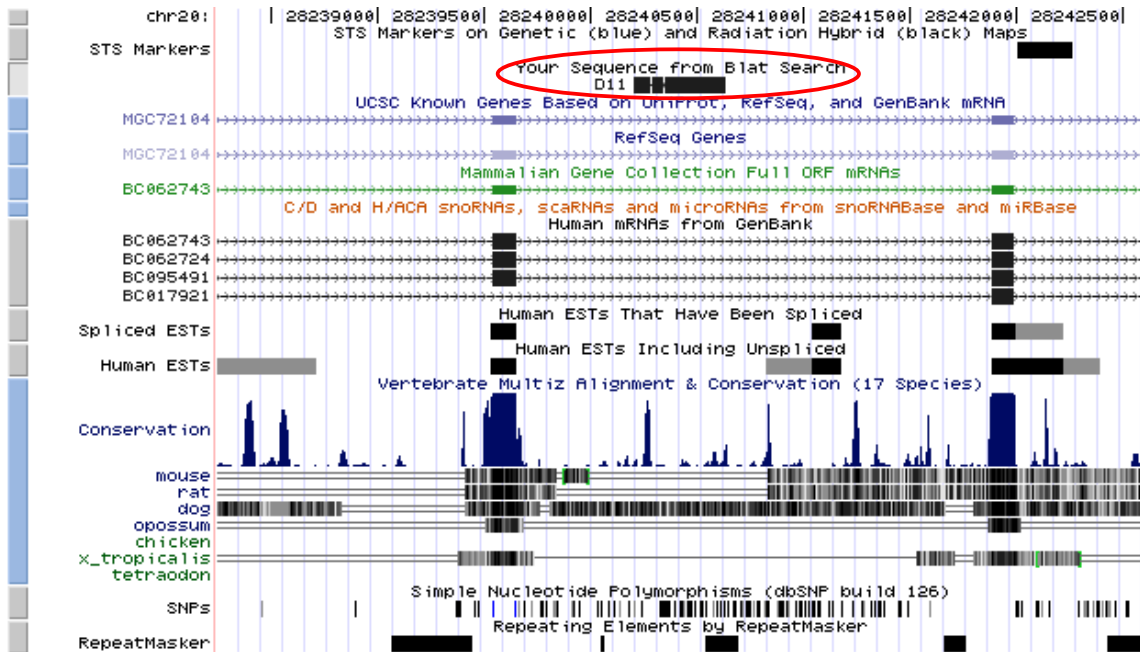 chr20: | 28239000| 28239500| 28240000| 28240500| 28241000| 28241500| 28242000| 28242500|
STS Markers on Genetic (blue) and Radiation Hybrid (black) Maps
STS Markers
Your Sequence from Blat Search
D11
UCSC Known Genes Based on UniProt, RefSeq, and GenBank mRNA
MGC72104
RefSeq Genes
MGC72104
Mammalian Gene Collection Full ORF mRNAs
BC062743
C/D and H/ACA snoRNAs, scaRNAs and microRNAs from snoRNABase and miRBase
Human mRNAs from GenBank
BC062743
BC062724
BC095491
BC017921
Human ESTs That Have Been Spliced
Spliced ESTs
Human ESTs Including Unspliced
Human ESTs
Vertebrate Multiz Alignment & Conservation (17 Species)
Conservation
mouse
rat
dog
opossum
chicken
x_tropicalis
tetraodon
Simple Nucleotide Polymorphisms (dbSNP build 126)
SNPs
Repeating Elements by RepeatMasker
RepeatMasker